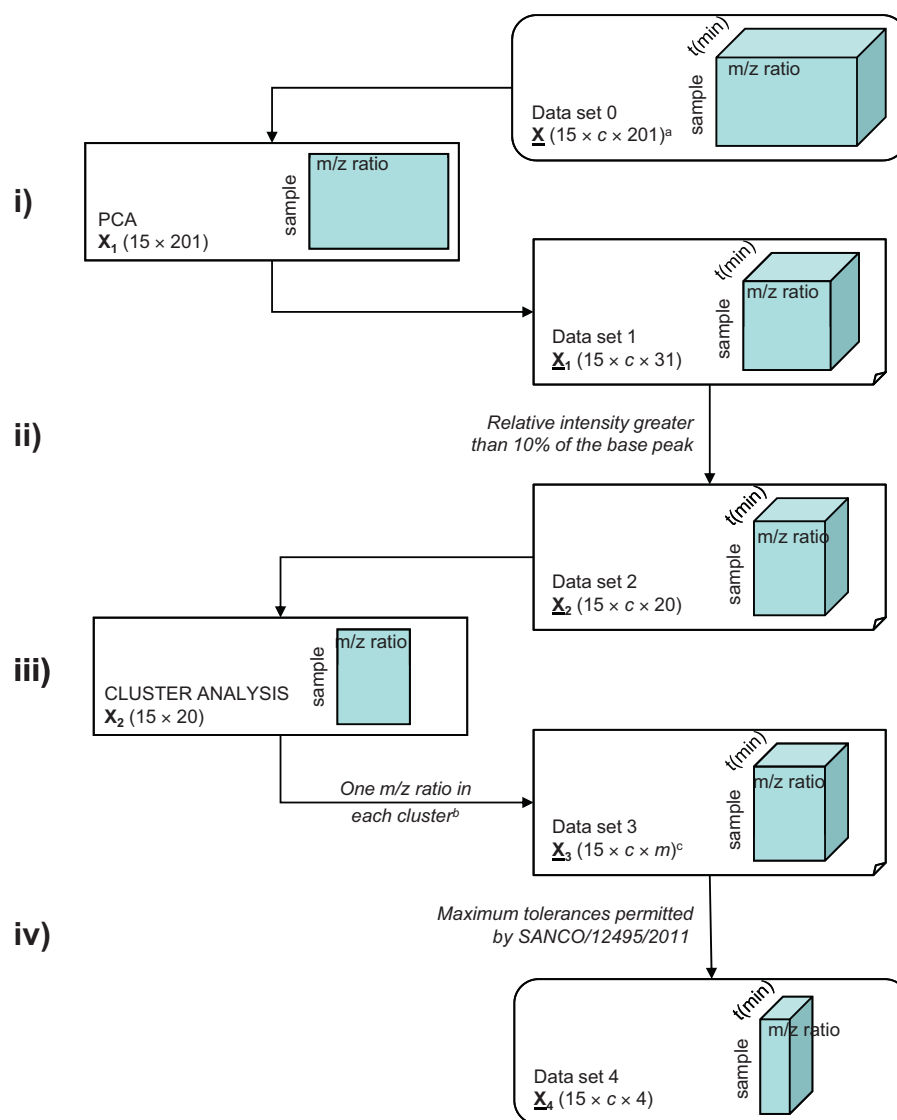 t(min)
m/z ratio
sample
Data set 0
X (15 × c × 201)ᵃ
i)
m/z ratio
sample
PCA
X₁ (15 × 201)
t(min)
m/z ratio
sample
Data set 1
X₁ (15 × c × 31)
ii)
Relative intensity greater
than 10% of the base peak
t(min)
m/z ratio
sample
Data set 2
X₂ (15 × c × 20)
iii)
m/z ratio
sample
CLUSTER ANALYSIS
X₂ (15 × 20)
One m/z ratio in
each clusterᵇ
t(min)
m/z ratio
sample
Data set 3
X₃ (15 × c × m)ᶜ
iv)
Maximum tolerances permitted
by SANCO/12495/2011
t(min)
m/z ratio
sample
Data set 4
X₄ (15 × c × 4)